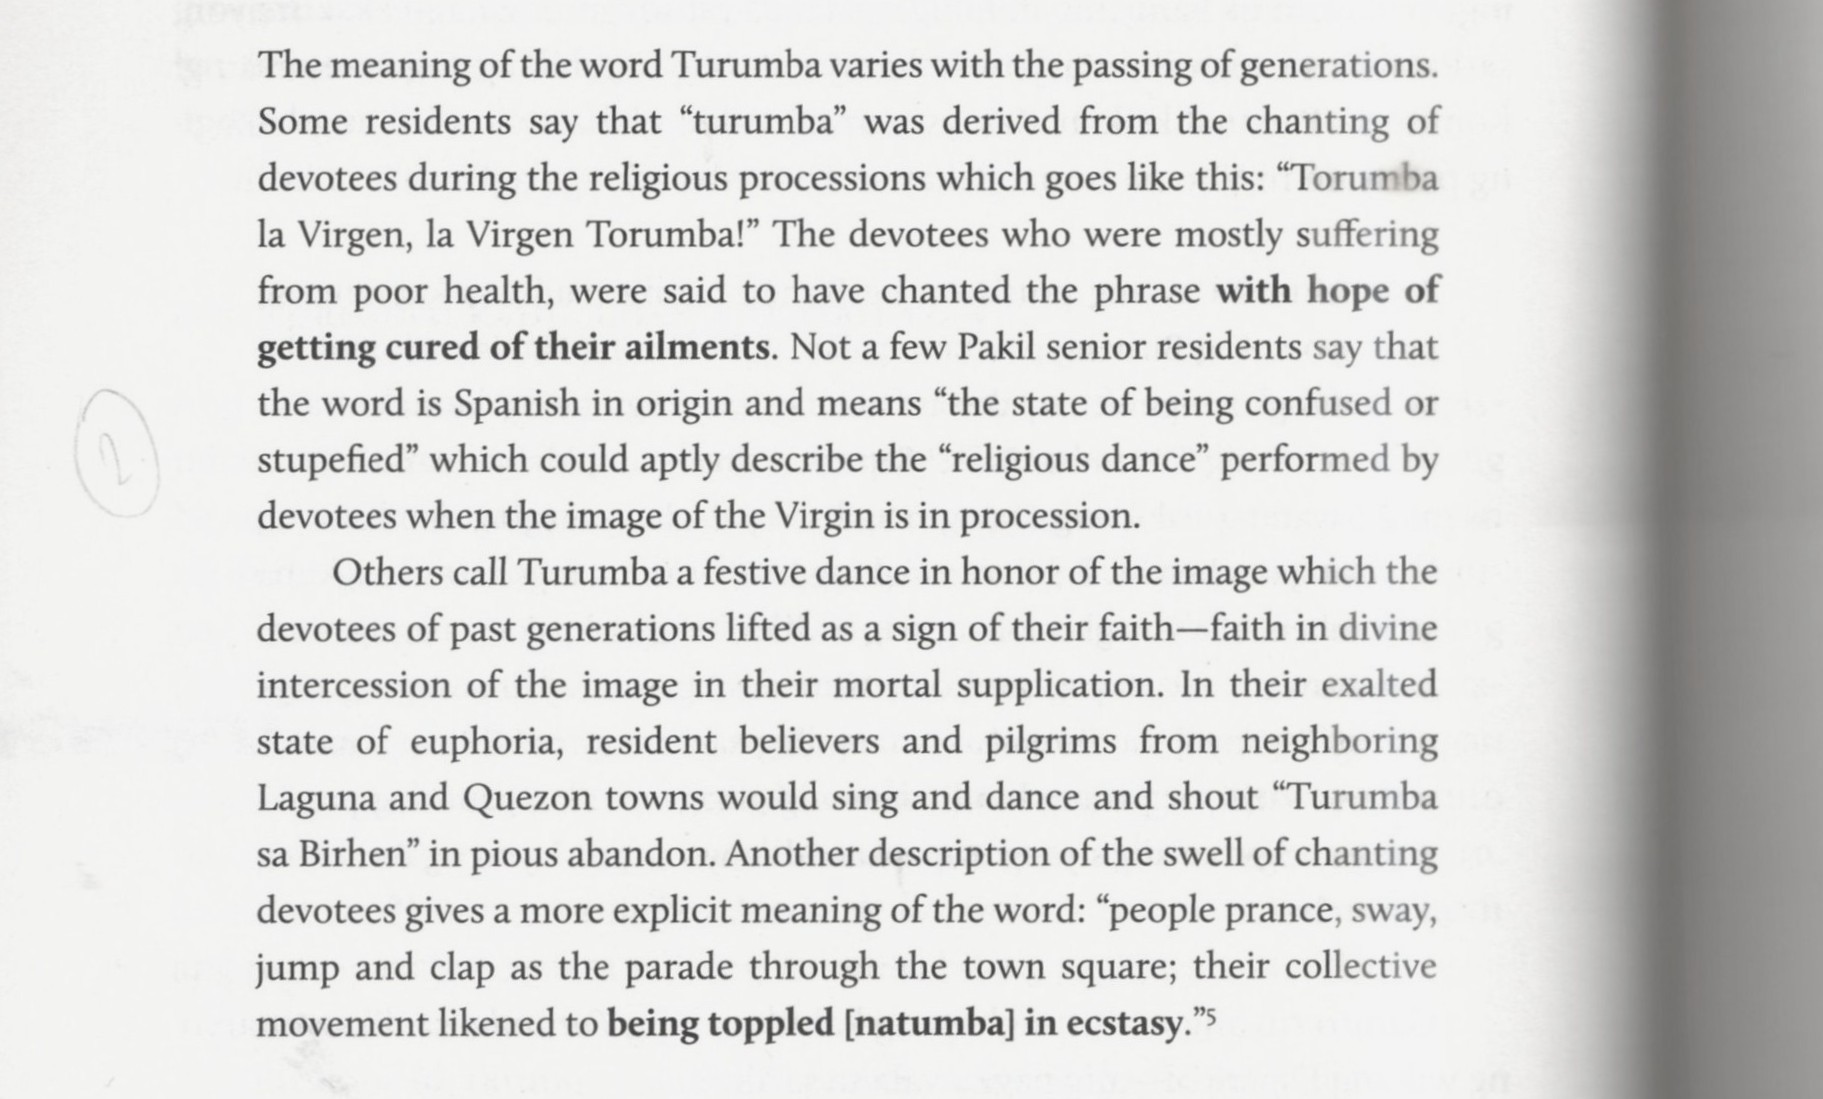 The meaning of the word Turumba varies with the passing of generations.
Some residents say that “turumba” was derived from the chanting of
devotees during the religious processions which goes like this: “Torumba
la Virgen, la Virgen Torumba!” The devotees who were mostly suffering
from poor health, were said to have chanted the phrase with hope of
getting cured of their ailments. Not a few Pakil senior residents say that
the word is Spanish in origin and means “the state of being confused or
2
stupefied” which could aptly describe the “religious dance” performed by
devotees when the image of the Virgin is in procession.
Others call Turumba a festive dance in honor of the image which the
devotees of past generations lifted as a sign of their faith—faith in divine
intercession of the image in their mortal supplication. In their exalted
state of euphoria, resident believers and pilgrims from neighboring
Laguna and Quezon towns would sing and dance and shout “Turumba
sa Birhen” in pious abandon. Another description of the swell of chanting
devotees gives a more explicit meaning of the word: “people prance, sway,
jump and clap as the parade through the town square; their collective
movement likened to being toppled [natumba] in ecstasy.”5